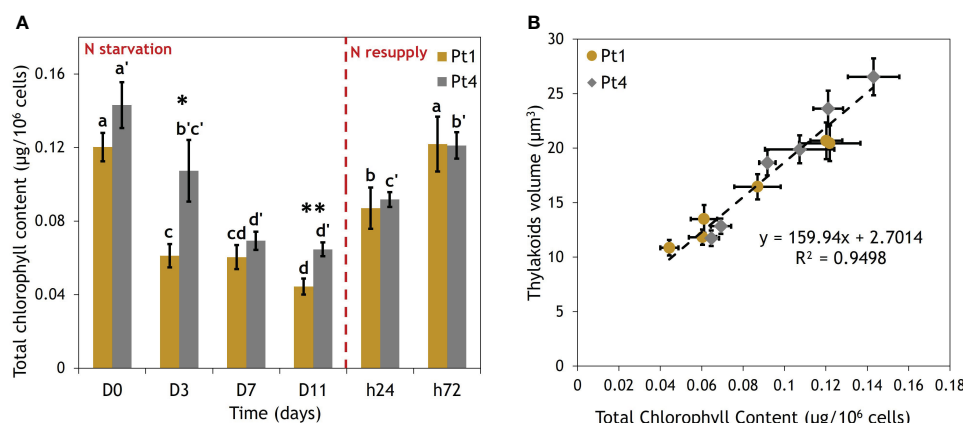 A
N starvation
N resupply
Pt1
Pt4
Total chlorophyll content (µg/10⁶ cells)
0.16
0.12
0.08
0.04
0
a
a'
c
*
b'c'
cd
d'
**
d
d'
b
c'
a
b'
D0 D3 D7 D11 h24 h72
Time (days)
B
Pt1
Pt4
Thylakoids volume (µm³)
30
25
20
15
10
5
0
y = 159.94x + 2.7014
R² = 0.9498
0 0.02 0.04 0.06 0.08 0.1 0.12 0.14 0.16 0.18
Total Chlorophyll Content (µg/10⁶ cells)